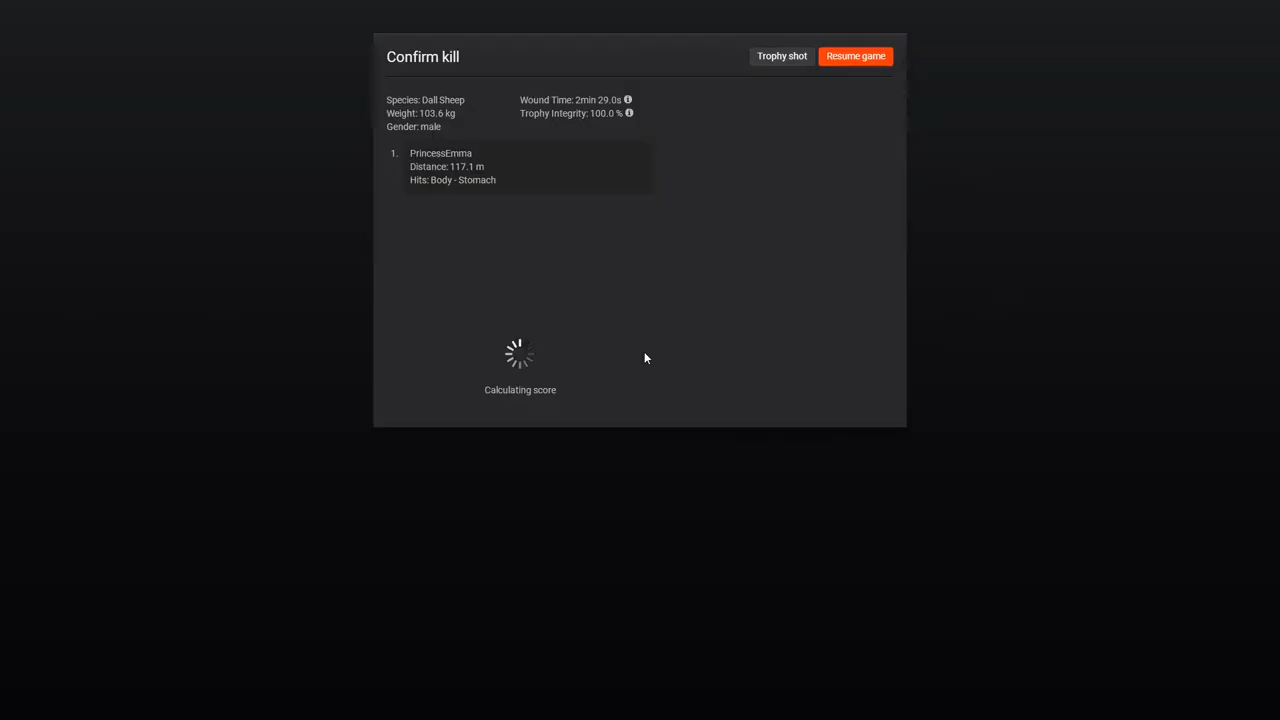 Confirm kill
Trophy shot
Resume game
Species: Dall Sheep
Weight: 103.6 kg
Gender: male
Wound Time: 2min 29.0s
Trophy Integrity: 100.0 %
1.
PrincessEmma
Distance: 117.1 m
Hits: Body - Stomach
Calculating score